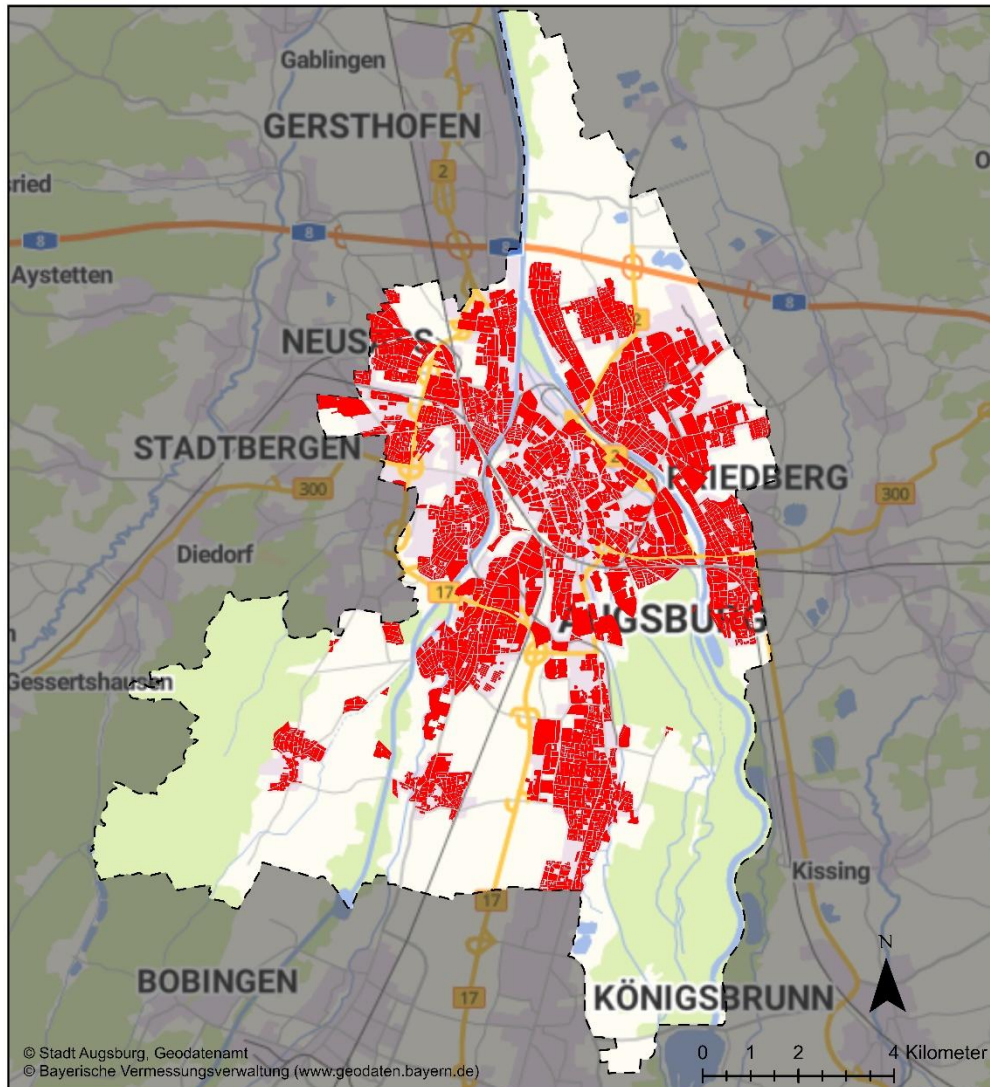 Gablingen
GERSTHOFEN
2
O
ried
8
8
8
Aystetten
8
2
NEUSÄSS
STADTBERGEN
2
FRIEDBERG
300
300
Diedorf
17
AUGSBURG
n
Gessertshausen
Kissing
17
BOBINGEN
17
KÖNIGSBRUNN
N
© Stadt Augsburg, Geodatenamt
© Bayerische Vermessungsverwaltung (www.geodaten.bayern.de)
0 1 2 4 Kilometer